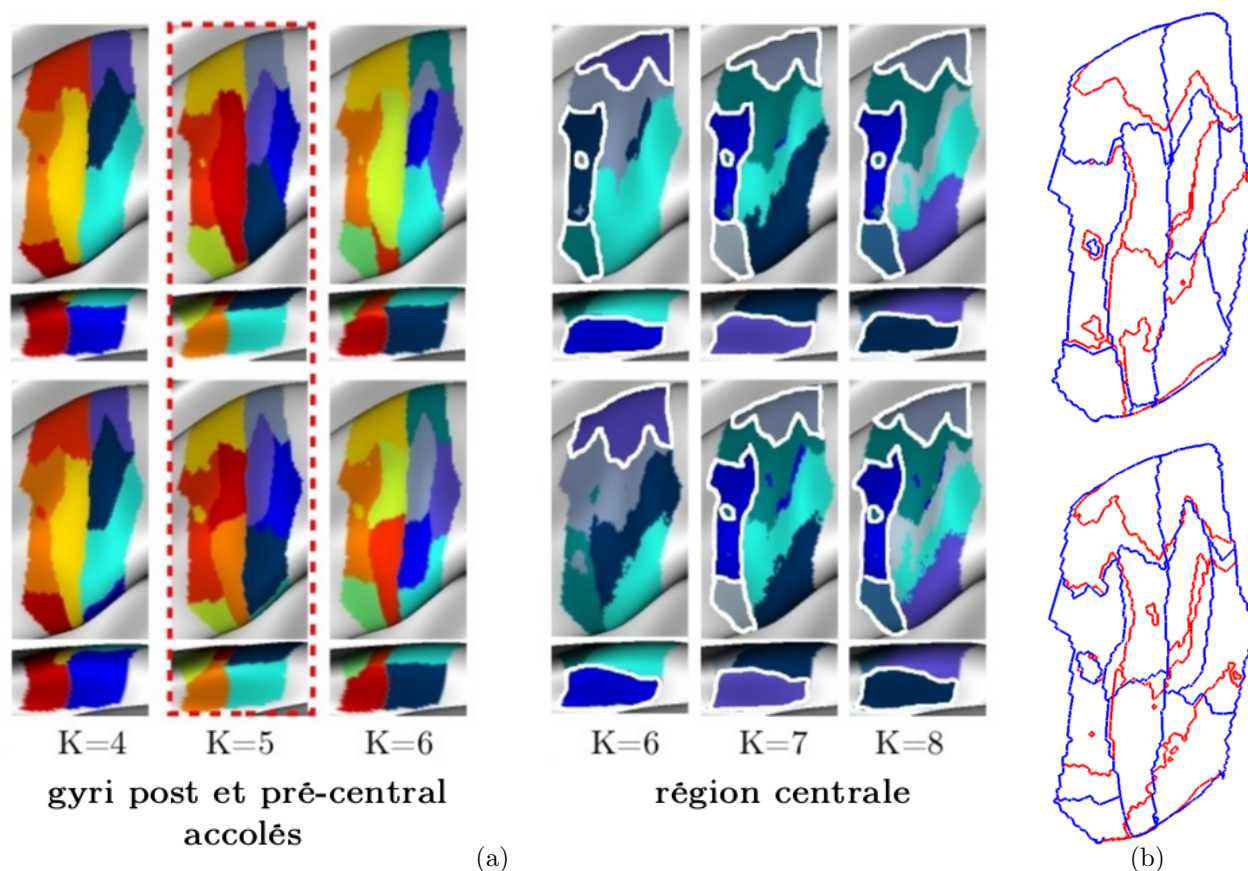 K=4 K=5 K=6 K=6 K=7 K=8
gyri post et pré-central région centrale
accolés
(a) (b)